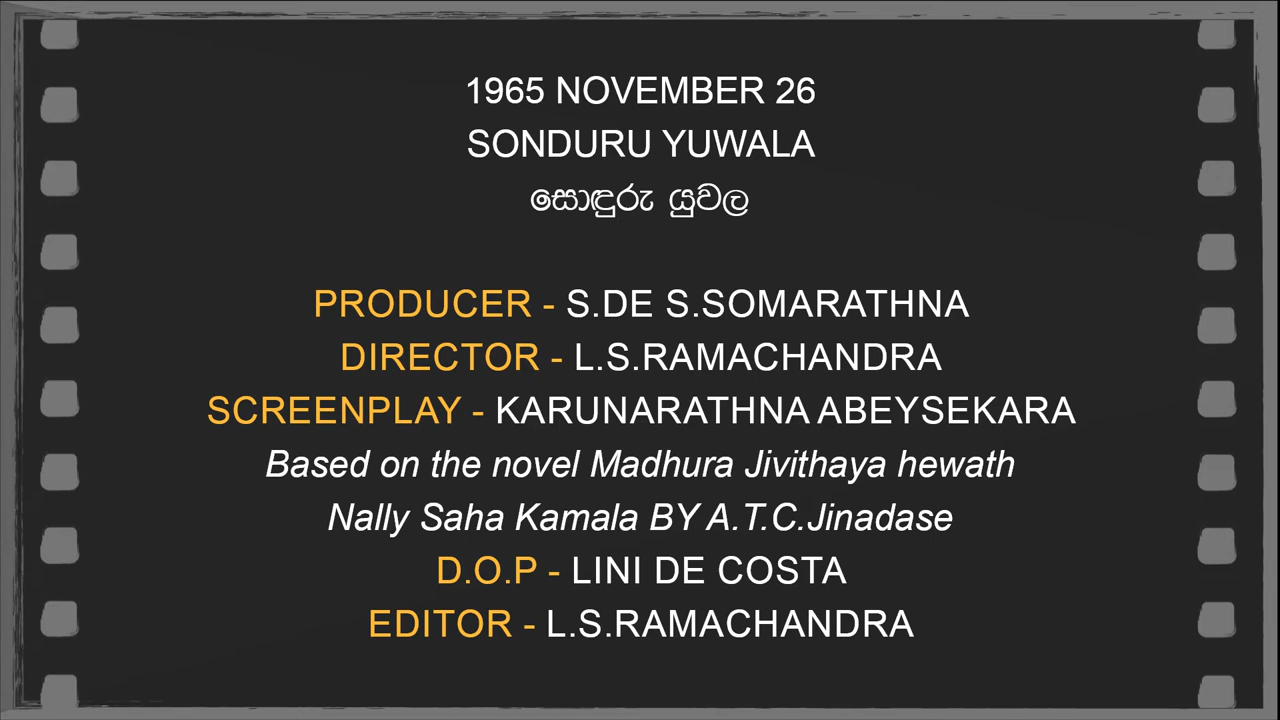 1965 NOVEMBER 26
SONDURU YUWALA
සොඳුරු යුවල
PRODUCER - S.DE S.SOMARATHNA
DIRECTOR - L.S.RAMACHANDRA
SCREENPLAY - KARUNARATHNA ABEYSEKARA
Based on the novel Madhura Jivithaya hewath
Nally Saha Kamala BY A.T.C.Jinadase
D.O.P - LINI DE COSTA
EDITOR - L.S.RAMACHANDRA